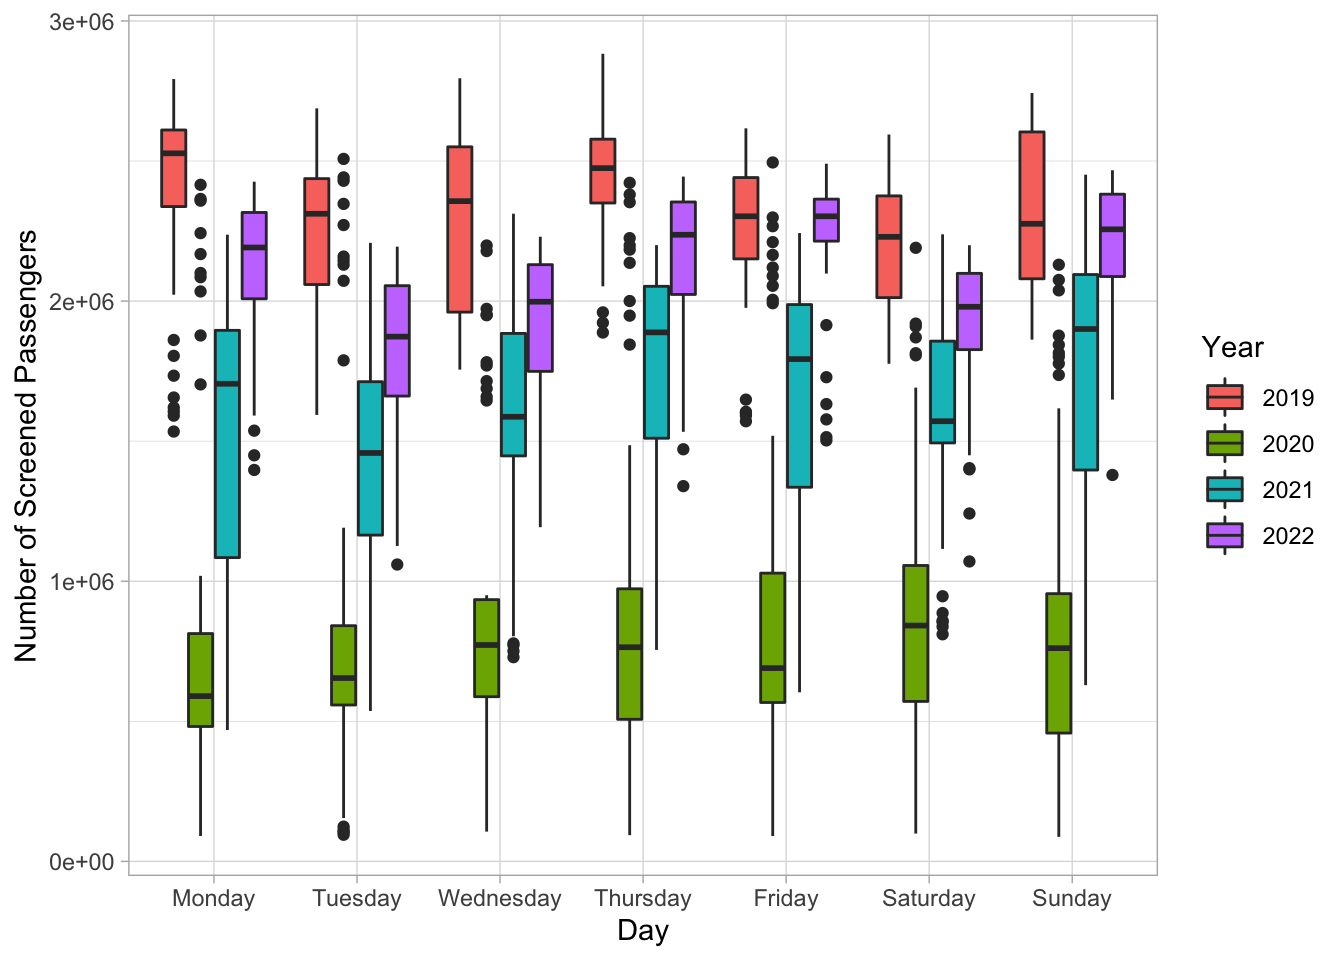 3e+06
2e+06
1e+06
0e+00
Number of Screened Passengers
Monday Tuesday Wednesday Thursday Friday Saturday Sunday
Day
Year
2019
2020
2021
2022